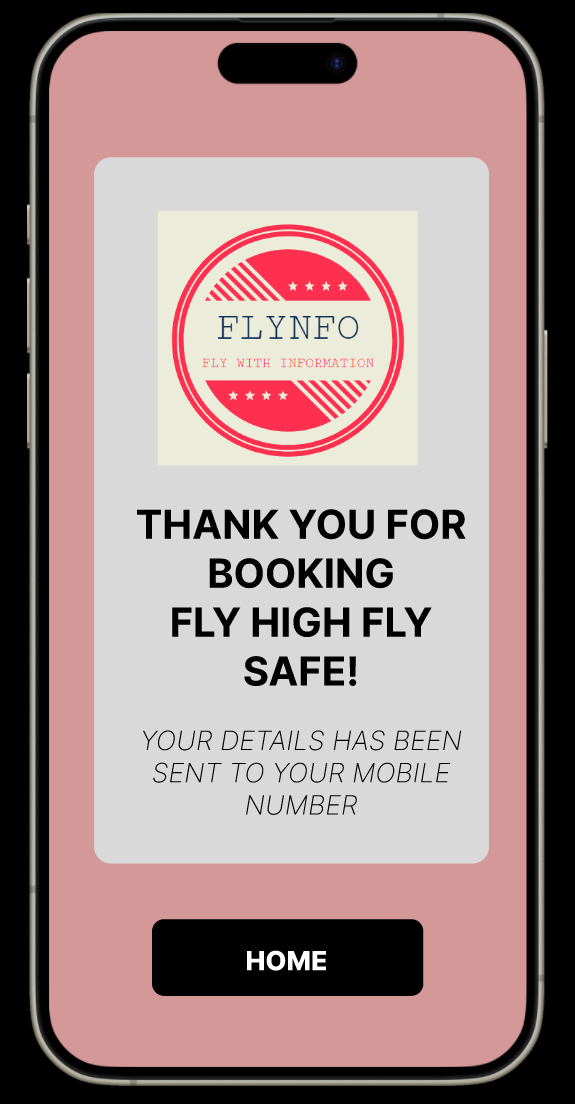 FLYNFO
FLY WITH INFORMATION
THANK YOU FOR
BOOKING
FLY HIGH FLY
SAFE!
YOUR DETAILS HAS BEEN
SENT TO YOUR MOBILE
NUMBER
HOME